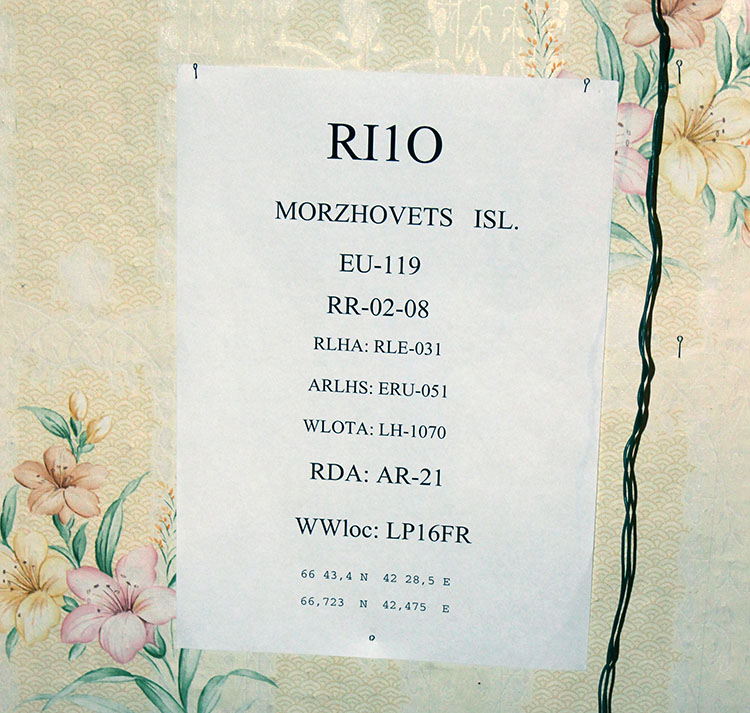 RI1O
MORZHOVETS ISL.
EU-119
RR-02-08
RLHA: RLE-031
ARLHS: ERU-051
WLOTA: LH-1070
RDA: AR-21
WWloc: LP16FR
66 43,4 N 42 28,5 E
66,723 N 42,475 E